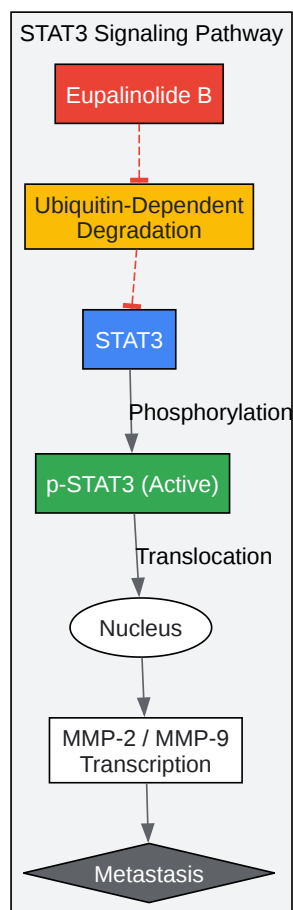 STAT3 Signaling Pathway
Eupalinolide B
Ubiquitin-Dependent
Degradation
STAT3
Phosphorylation
p-STAT3 (Active)
Translocation
Nucleus
MMP-2 / MMP-9
Transcription
Metastasis